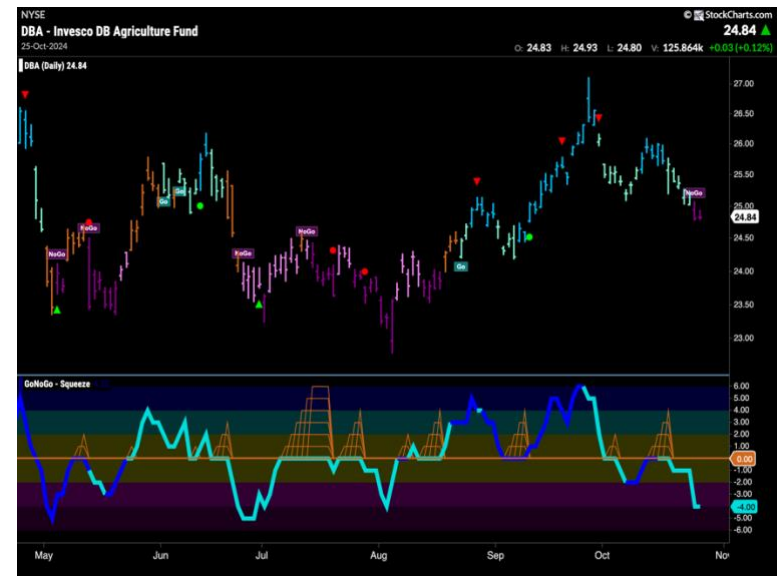 NYSE
© StockCharts.com
DBA - Invesco DB Agriculture Fund
24.84
25-Oct-2024
O: 24.83 H: 24.93 L: 24.80 V: 125.864k +0.03 (+0.12%)
DBA (Daily) 24.84
27.00
26.50
26.00
25.50
25.00
24.84
24.50
24.00
23.50
23.00
NoGo
NoGo
Go
Go
NoGo
NoGo
Go
NoGo
GoNoGo - Squeeze
6.00
5.00
4.00
3.00
2.00
1.00
0.00
-1.00
-2.00
-3.00
-4.00
-5.00
-6.00
May
Jun
Jul
Aug
Sep
Oct
Nov